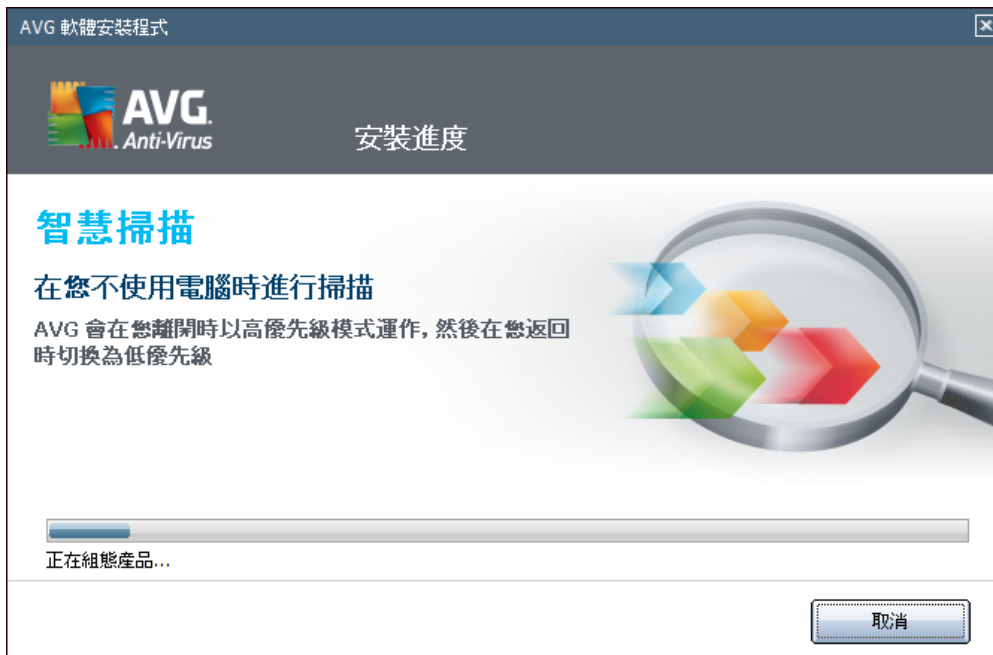 AVG 軟體安裝程式
AVG.
Anti-Virus
安裝進度
智慧掃描
在您不使用電腦時進行掃描
AVG 會在您離開時以高優先級模式運作，然後在您返回
時切換為低優先級
正在組態產品...
取消